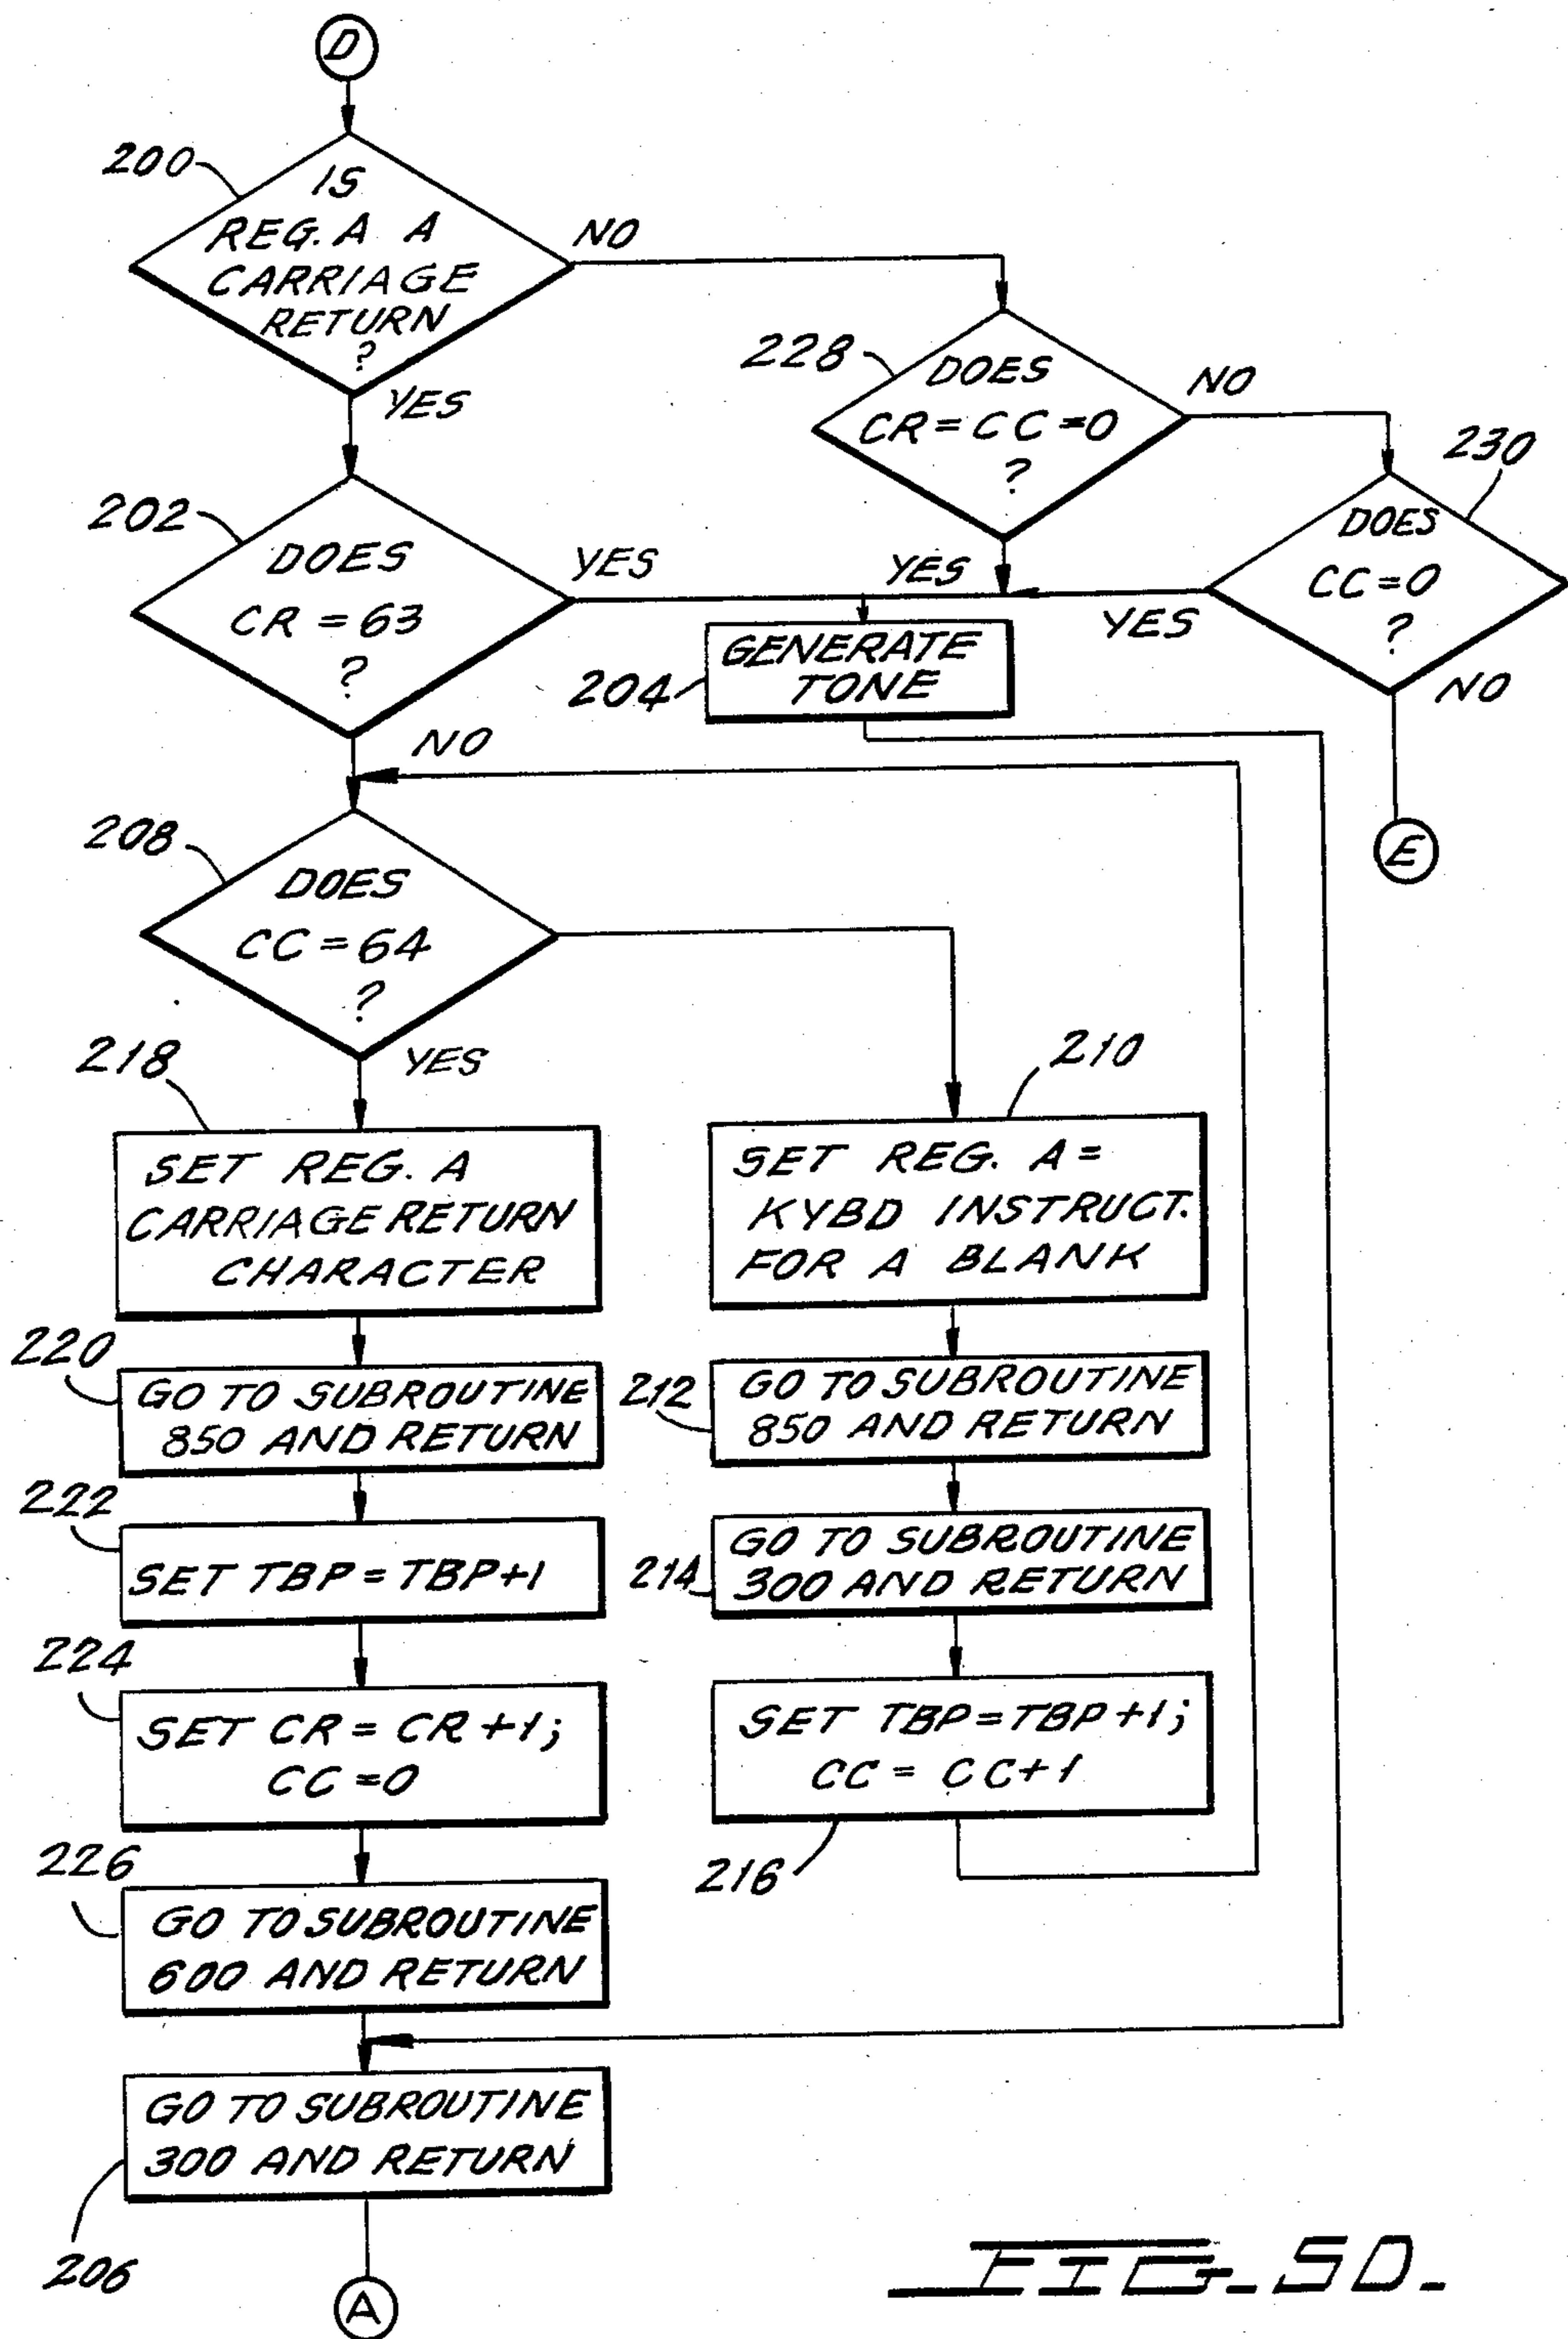 D
200
IS
REG. A A
CARRIAGE
RETURN
?
NO
YES
228
DOES
CR = CC = 0
?
NO
YES
230
DOES
CC = 0
?
YES
NO
E
202
DOES
CR = 63
?
YES
NO
204
GENERATE
TONE
208
DOES
CC = 64
?
YES
218
SET REG. A
CARRIAGE RETURN
CHARACTER
210
SET REG. A =
KYBD INSTRUCT.
FOR A BLANK
220
GO TO SUBROUTINE
850 AND RETURN
212
GO TO SUBROUTINE
850 AND RETURN
222
SET TBP = TBP+1
214
GO TO SUBROUTINE
300 AND RETURN
224
SET CR = CR +1;
CC = 0
SET TBP = TBP +1;
CC = CC+1
216
226
GO TO SUBROUTINE
600 AND RETURN
GO TO SUBROUTINE
300 AND RETURN
206
A
FIG_5D_